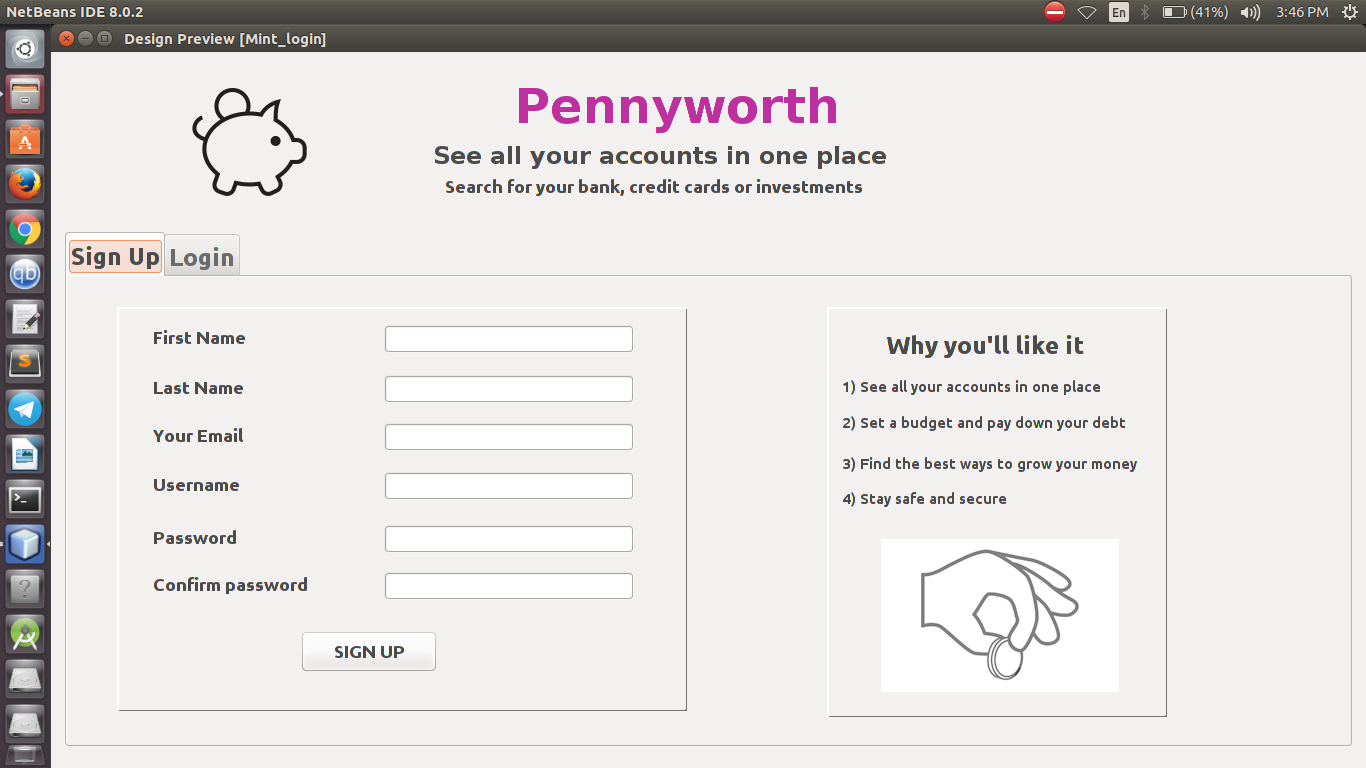 NetBeans IDE 8.0.2
En
(41%)
3:46 PM
Design Preview [Mint_login]
Pennyworth
See all your accounts in one place
Search for your bank, credit cards or investments
Sign Up
Login
First Name
Last Name
Your Email
Username
Password
Confirm password
SIGN UP
Why you'll like it
1) See all your accounts in one place
2) Set a budget and pay down your debt
3) Find the best ways to grow your money
4) Stay safe and secure
A
qb
S
>_
?